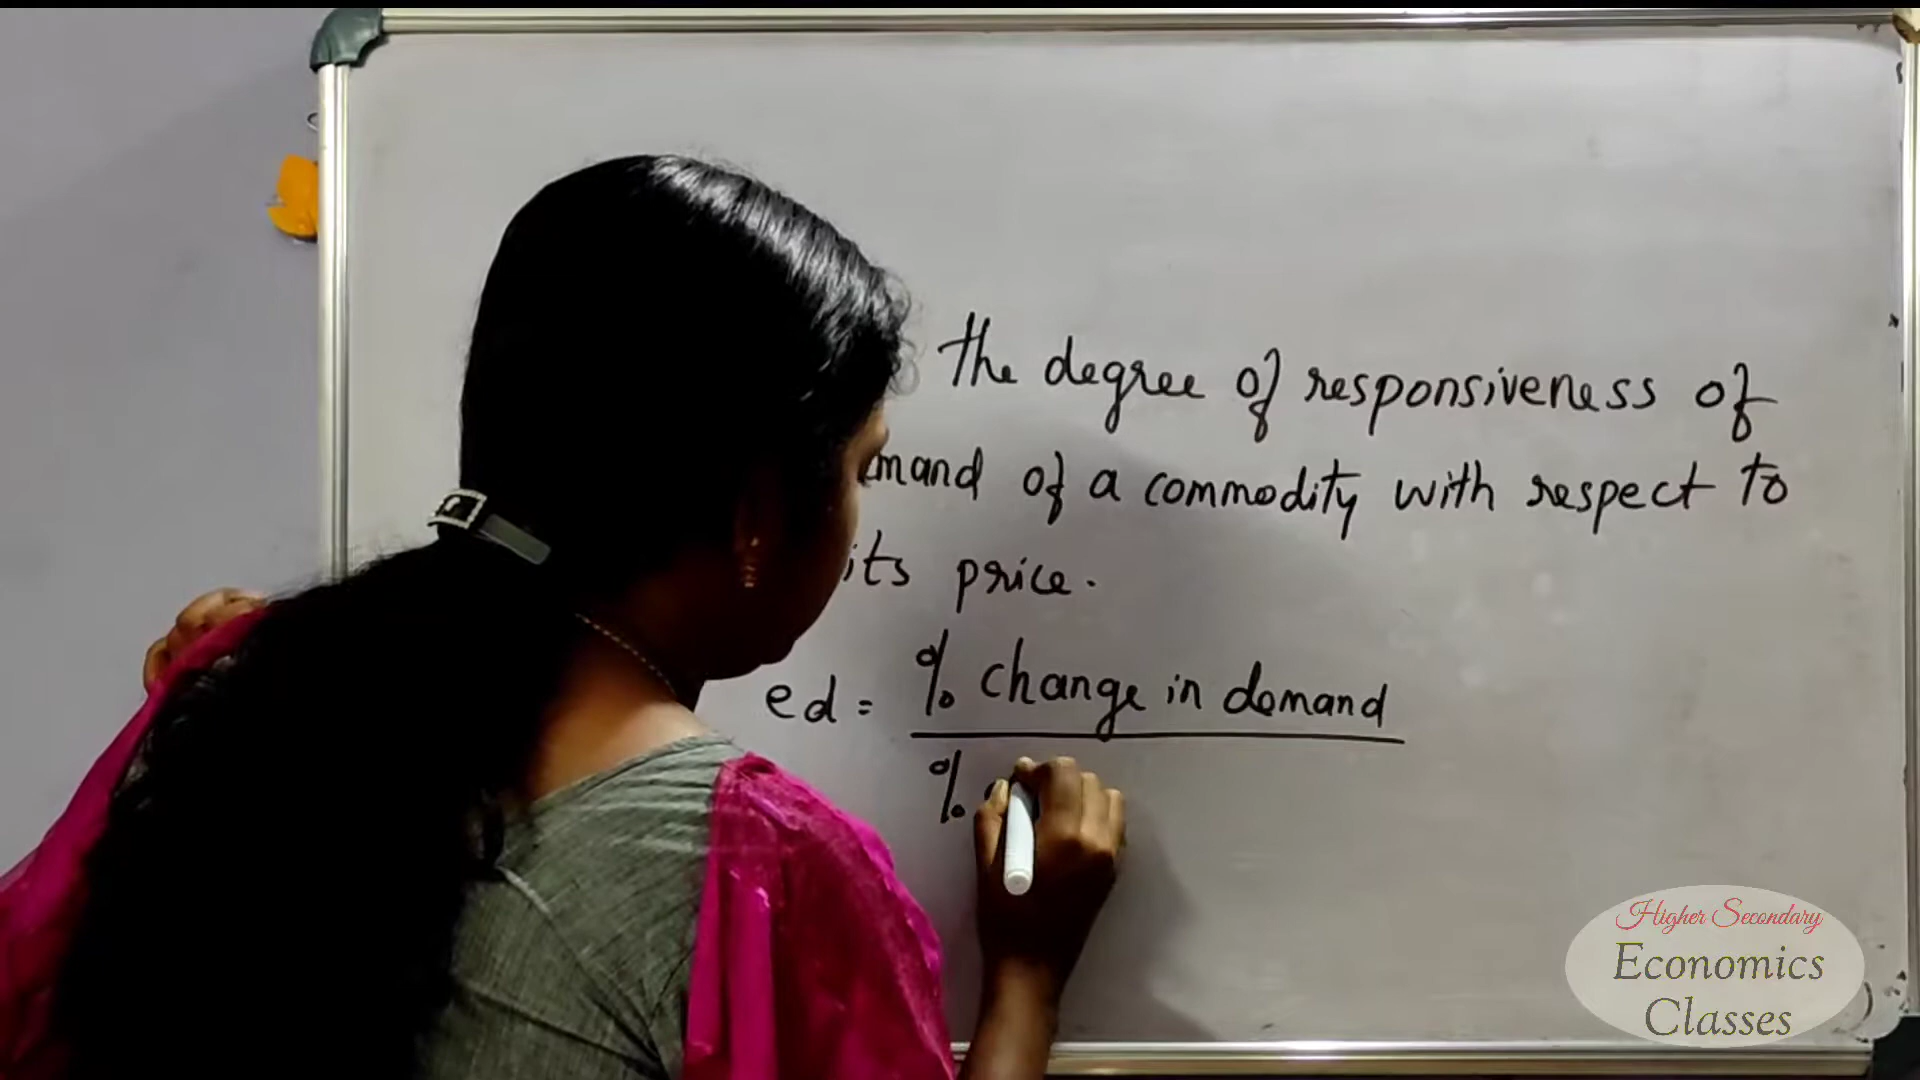 the degree of responsiveness of
mand of a commodity with respect to
its price.
ed = % change in demand
%
Higher Secondary
Economics
Classes